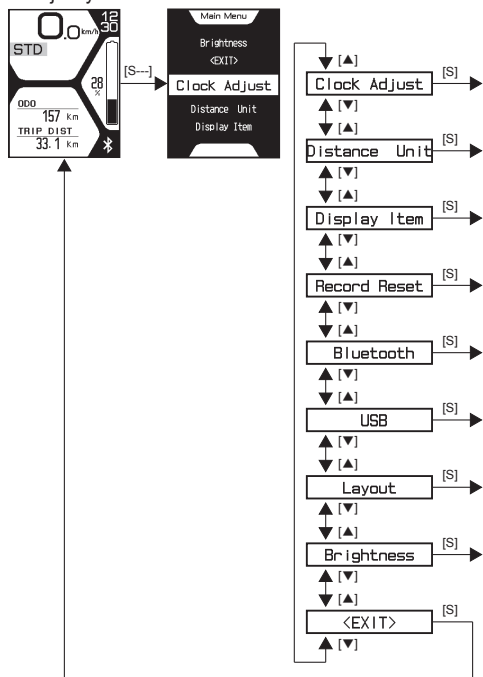 12
30
0.0 km/h
STD
28
%
ODO
157 Km
TRIP DIST
33.1 Km
[S---]
Main Menu
Brightness
<EXIT>
Clock Adjust
Distance Unit
Display Item
[▲]
Clock Adjust
[S]
[▼]
[▲]
Distance Unit
[S]
[▼]
[▲]
Display Item
[S]
[▼]
[▲]
Record Reset
[S]
[▼]
[▲]
Bluetooth
[S]
[▼]
[▲]
USB
[S]
[▼]
[▲]
Layout
[S]
[▼]
[▲]
Brightness
[S]
[▼]
[▲]
<EXIT>
[S]
[▼]